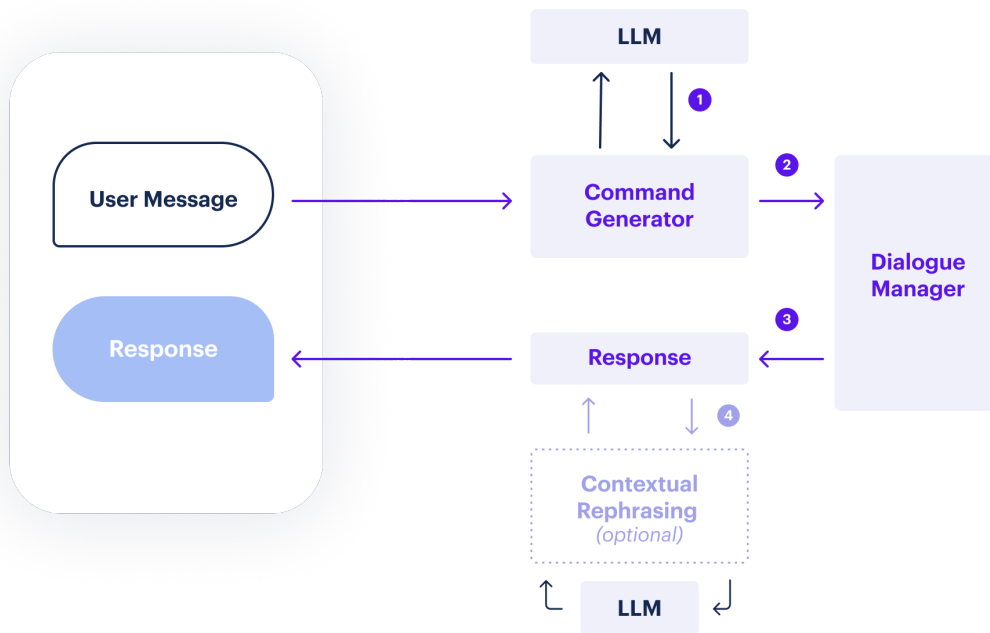 LLM
1
2
User Message
Command
Generator
Dialogue
Manager
3
Response
Response
4
Contextual
Rephrasing
(optional)
LLM